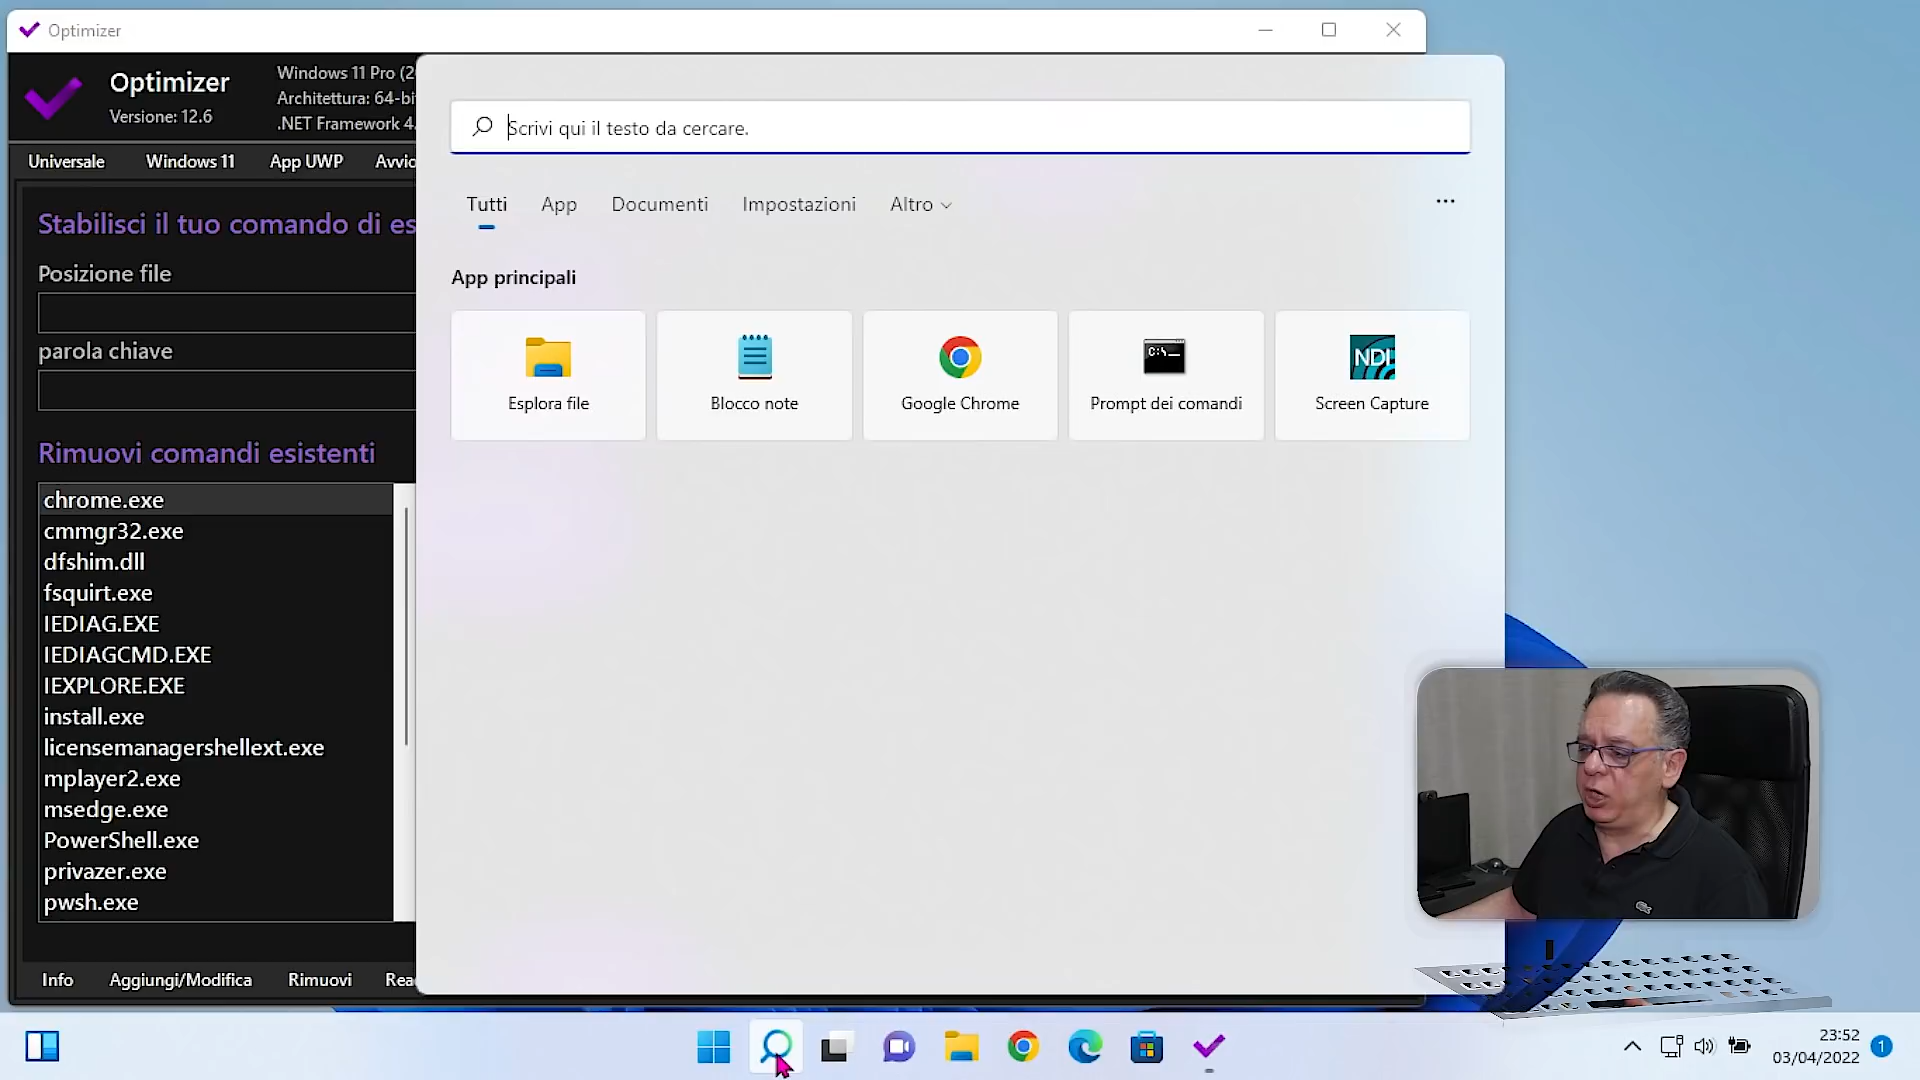 Optimizer
Optimizer
Versione: 12.6
Windows 11 Pro (2
Architettura: 64-bi
.NET Framework 4.
Universale
Windows 11
App UWP
Avvio
Stabilisci il tuo comando di es
Posizione file
parola chiave
Rimuovi comandi esistenti
chrome.exe
cmmgr32.exe
dfshim.dll
fsquirt.exe
IEDIAG.EXE
IEDIAGCMD.EXE
IEXPLORE.EXE
install.exe
licensemanagershellext.exe
mplayer2.exe
msedge.exe
PowerShell.exe
privazer.exe
pwsh.exe
Info
Aggiungi/Modifica
Rimuovi
Rea
Scrivi qui il testo da cercare.
Tutti
App
Documenti
Impostazioni
Altro
App principali
Esplora file
Blocco note
Google Chrome
C:\_
Prompt dei comandi
NDI
Screen Capture
23:52
03/04/2022
1